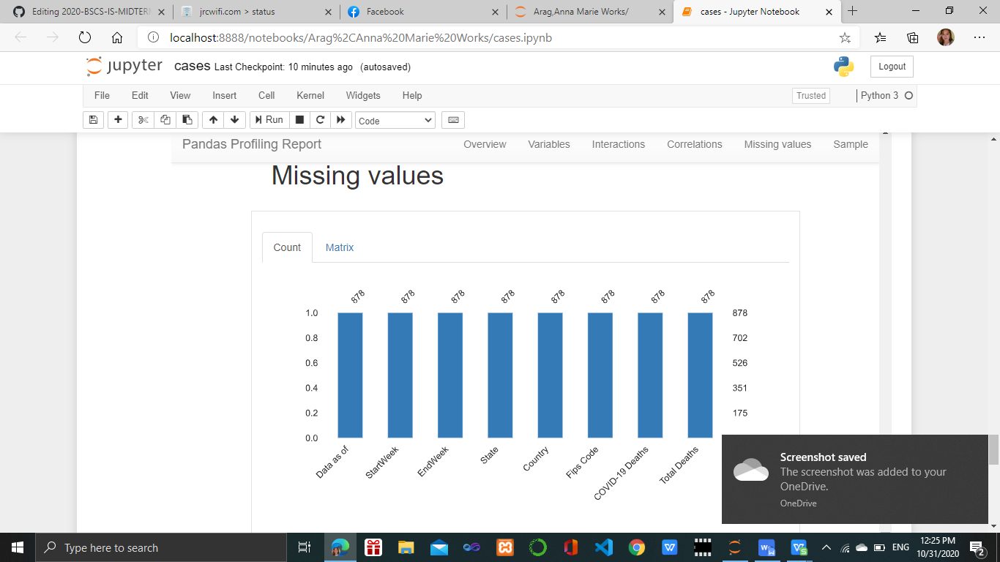 Editing 2020-BSCS-IS-MIDTER
jrcwifi.com > status
Facebook
Arag,Anna Marie Works/
cases - Jupyter Notebook
localhost:8888/notebooks/Arag%2CAnna%20Marie%20Works/cases.ipynb
jupyter cases Last Checkpoint: 10 minutes ago (autosaved)
Logout
File Edit View Insert Cell Kernel Widgets Help
Trusted
Python 3
Run
Code
Pandas Profiling Report
Overview Variables Interactions Correlations Missing values Sample
Missing values
Count Matrix
878 878 878 878 878 878 878 878
1.0 878
0.8 702
0.6 526
0.4 351
0.2 175
0.0
Data as of
StartWeek
EndWeek
State
Country
Fips Code
COVID-19 Deaths
Total Deaths
Screenshot saved
The screenshot was added to your
OneDrive.
OneDrive
Type here to search
ENG
12:25 PM
10/31/2020
2